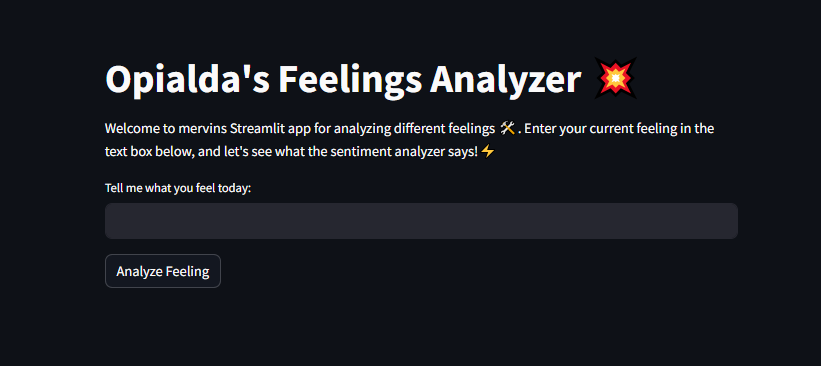 Opialda's Feelings Analyzer 💥
Welcome to mervins Streamlit app for analyzing different feelings 🛠️ . Enter your current feeling in the
text box below, and let's see what the sentiment analyzer says! ⚡
Tell me what you feel today:
Analyze Feeling